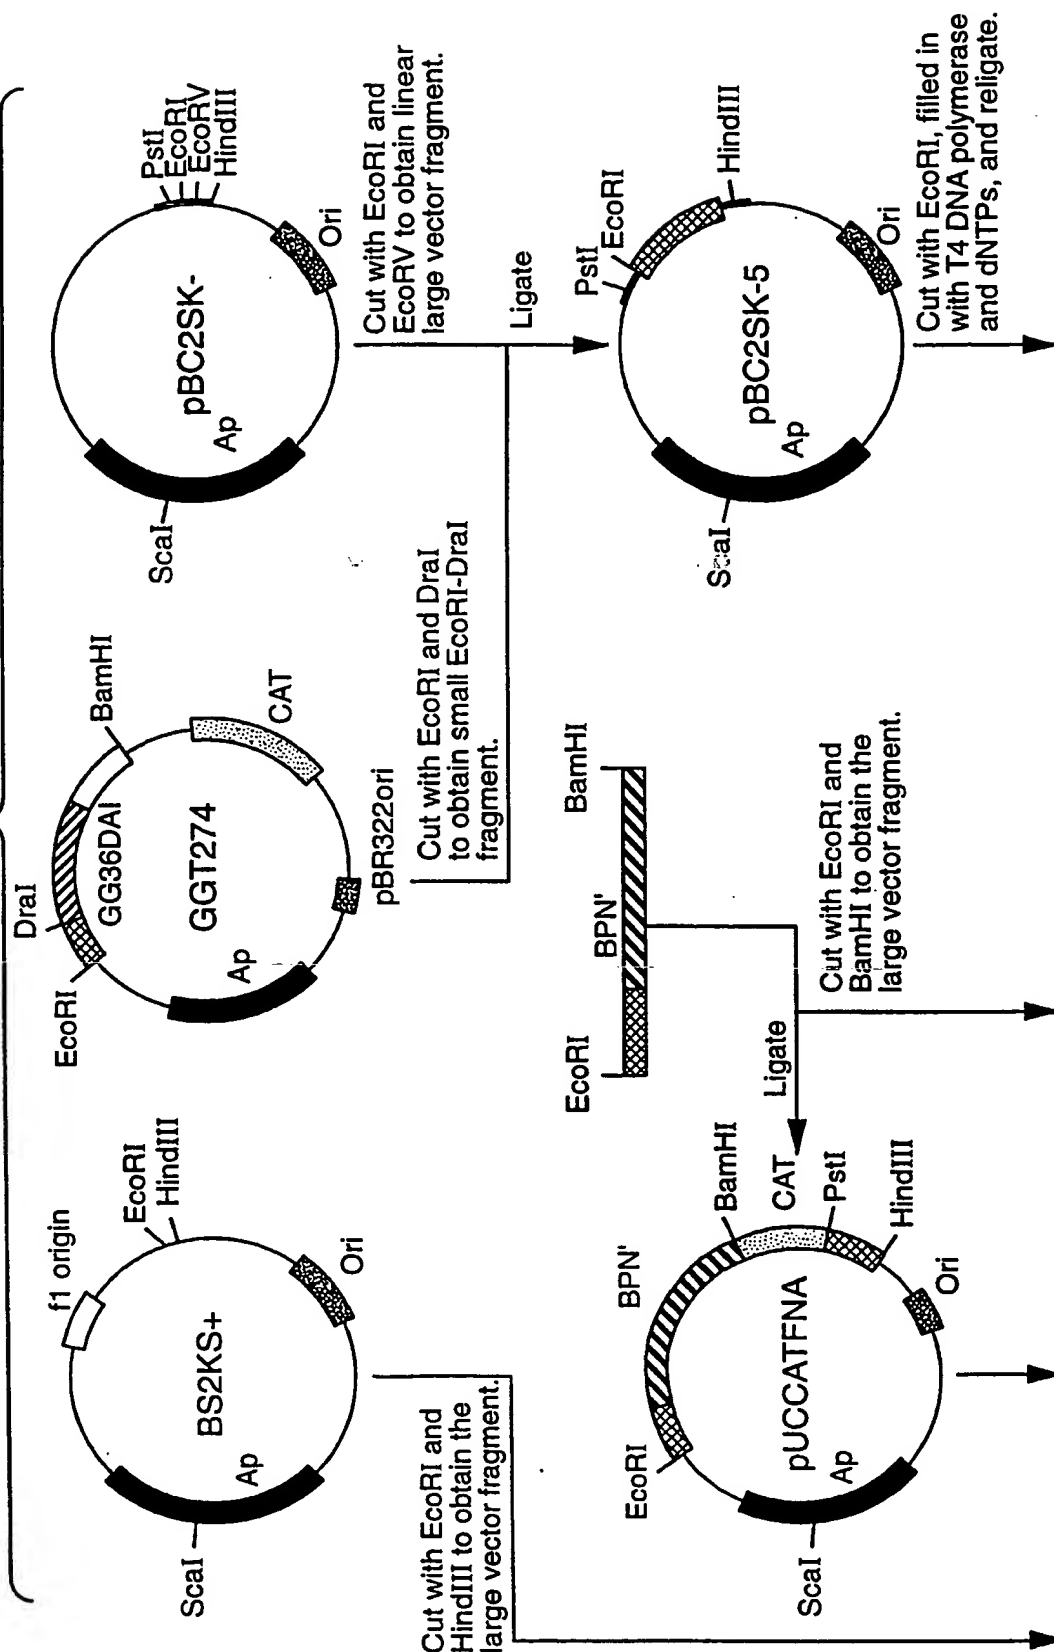 f1 origin
EcoRI
HindIII
BS2KS+
Ori
Ap
ScaI
Cut with EcoRI and
HindIII to obtain the
large vector fragment.
DraI
EcoRI
GG36DAI
BamHI
GGT274
CAT
Ap
pBR322ori
Cut with EcoRI and DraI
to obtain small EcoRI-DraI
fragment.
PstI
EcoRI
EcoRV
HindIII
pBC2SK-
Ori
Ap
ScaI
Cut with EcoRI and
EcoRV to obtain linear
large vector fragment.
Ligate
BPN'
EcoRI
BamHI
CAT
PstI
HindIII
pUCCATFNA
Ori
Ap
ScaI
EcoRI
BPN'
BamHI
Ligate
Cut with EcoRI and
BamHI to obtain the
large vector fragment.
PstI
EcoRI
HindIII
pBC2SK-5
Ori
Ap
ScaI
Cut with EcoRI, filled in
with T4 DNA polymerase
and dNTPs, and religate.